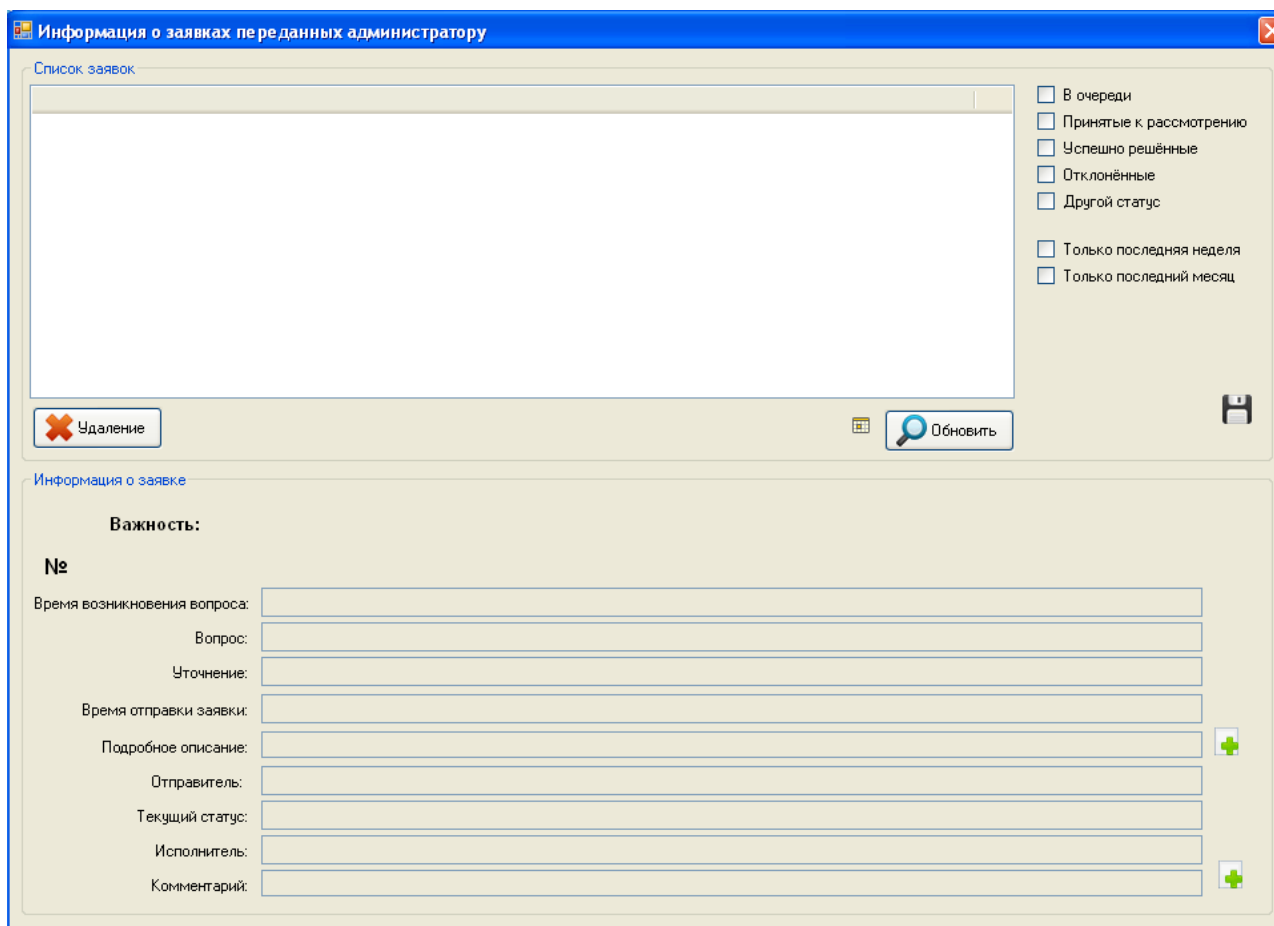 Информация о заявках переданных администратору
Список заявок
В очереди
Принятые к рассмотрению
Успешно решённые
Отклонённые
Другой статус
Только последняя неделя
Только последний месяц
Удаление
Обновить
Информация о заявке
Важность:
№
Время возникновения вопроса:
Вопрос:
Уточнение:
Время отправки заявки:
Подробное описание:
Отправитель:
Текущий статус:
Исполнитель:
Комментарий: